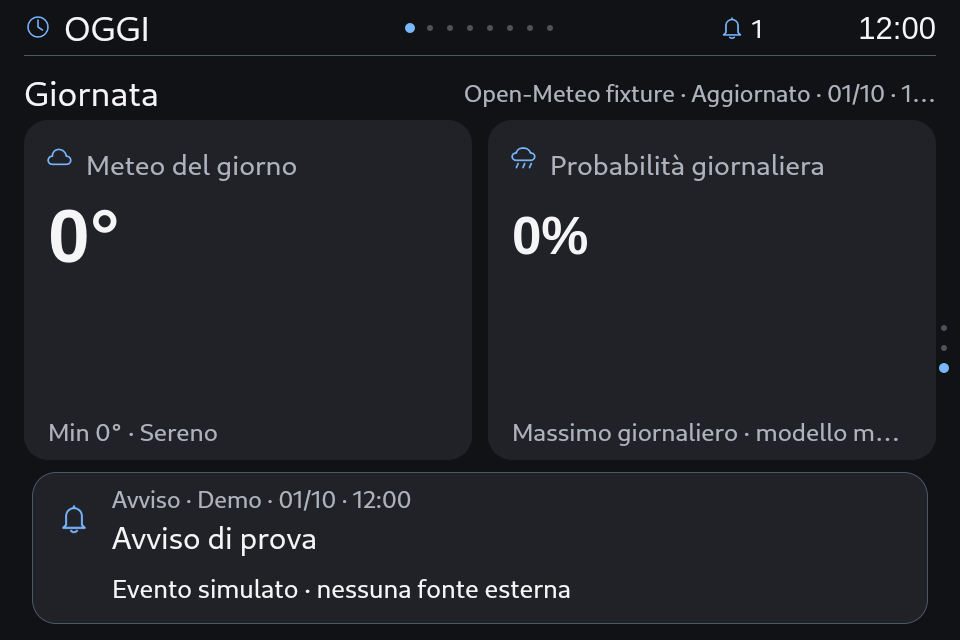 OGGI
1
12:00
Giornata
Open-Meteo fixture · Aggiornato · 01/10 · 1…
Meteo del giorno
0°
Min 0° · Sereno
Probabilità giornaliera
0%
Massimo giornaliero · modello m…
Avviso · Demo · 01/10 · 12:00
Avviso di prova
Evento simulato · nessuna fonte esterna